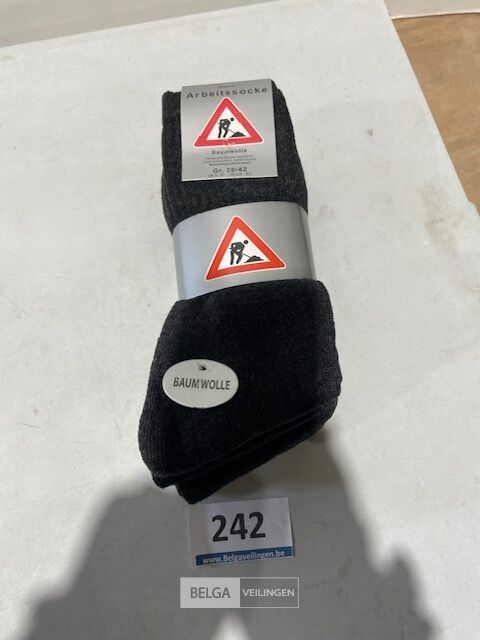 Arbeitssocke
Baumwolle
Gr. 39/42
BAUMWOLLE
242
www.Belgaveilingen.be
BELGA VEILINGEN